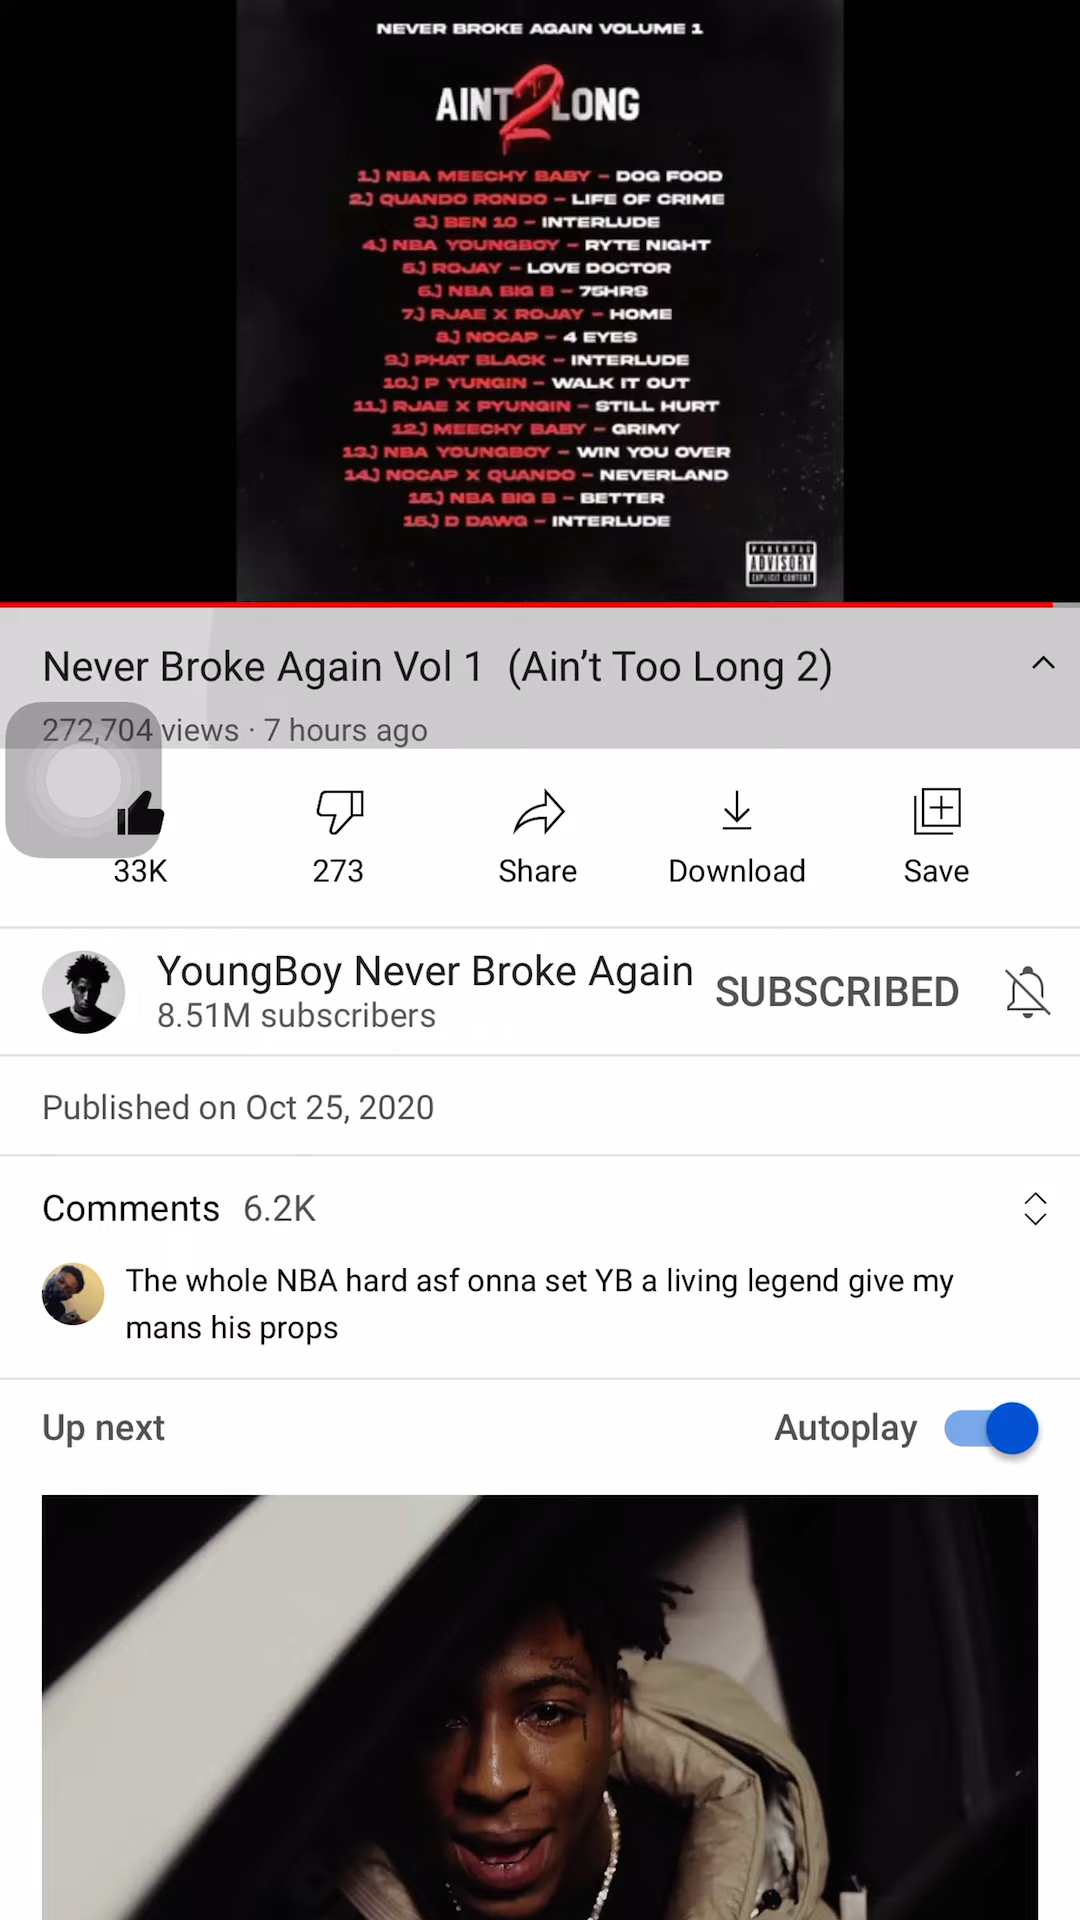 NEVER BROKE AGAIN VOLUME 1
AINT 2 LONG
1.) NBA MEECHY BABY – DOG FOOD
2.) QUANDO RONDO – LIFE OF CRIME
3.) BEN 10 – INTERLUDE
4.) NBA YOUNGBOY – RYTE NIGHT
5.) ROJAY – LOVE DOCTOR
6.) NBA BIG B – 75HRS
7.) RJAE X ROJAY – HOME
8.) NOCAP – 4 EYES
9.) PHAT BLACK – INTERLUDE
10.) P YUNGIN – WALK IT OUT
11.) RJAE X PYUNGIN – STILL HURT
12.) MEECHY BABY – GRIMY
13.) NBA YOUNGBOY – WIN YOU OVER
14.) NOCAP X QUANDO – NEVERLAND
15.) NBA BIG B – BETTER
16.) D DAWG – INTERLUDE
PARENTAL
ADVISORY
EXPLICIT CONTENT
Never Broke Again Vol 1 (Ain’t Too Long 2)
272,704 views · 7 hours ago
33K 273 Share Download Save
YoungBoy Never Broke Again
8.51M subscribers
SUBSCRIBED
Published on Oct 25, 2020
Comments 6.2K
The whole NBA hard asf onna set YB a living legend give my
mans his props
Up next Autoplay